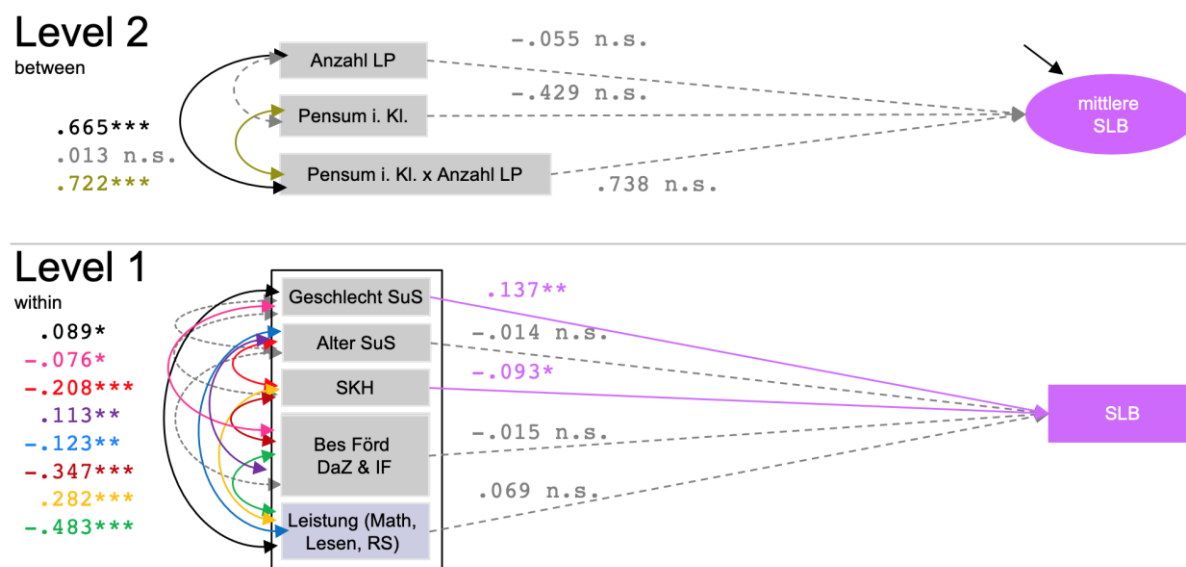 Level 2
between
Anzahl LP
-.055 n.s.
Pensum i. Kl.
-.429 n.s.
mittlere
SLB
.665***
.013 n.s.
.722***
Pensum i. Kl. x Anzahl LP
.738 n.s.
Level 1
within
Geschlecht SuS
.137**
Alter SuS
-.014 n.s.
SKH
-.093*
SLB
Bes Förd
DaZ & IF
-.015 n.s.
Leistung (Math,
Lesen, RS)
.069 n.s.
.089*
-.076*
-.208***
.113**
-.123**
-.347***
.282***
-.483***